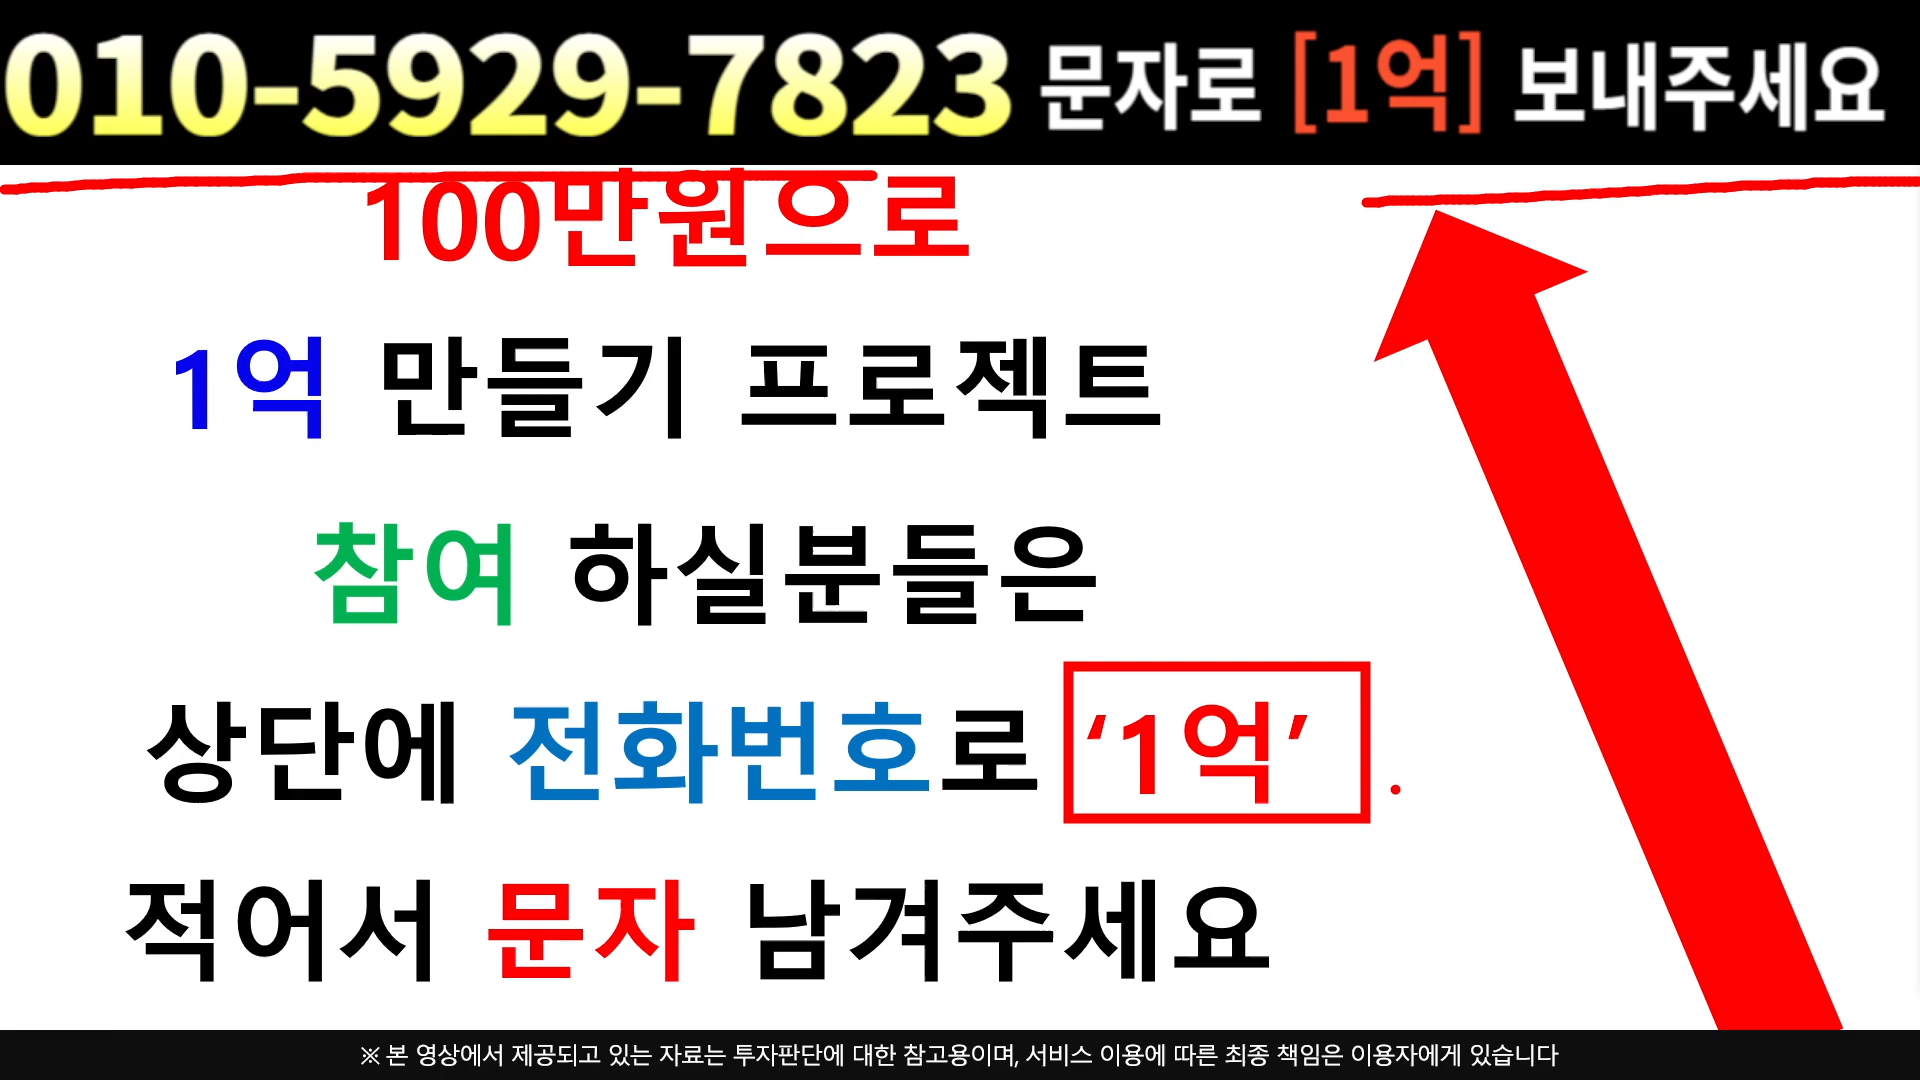 010-5929-7823 문자로 [1억] 보내주세요
100만원으로
1억 만들기 프로젝트
참여 하실분들은
상단에 전화번호로 ‘1억’ .
적어서 문자 남겨주세요
※ 본 영상에서 제공되고 있는 자료는 투자판단에 대한 참고용이며, 서비스 이용에 따른 최종 책임은 이용자에게 있습니다